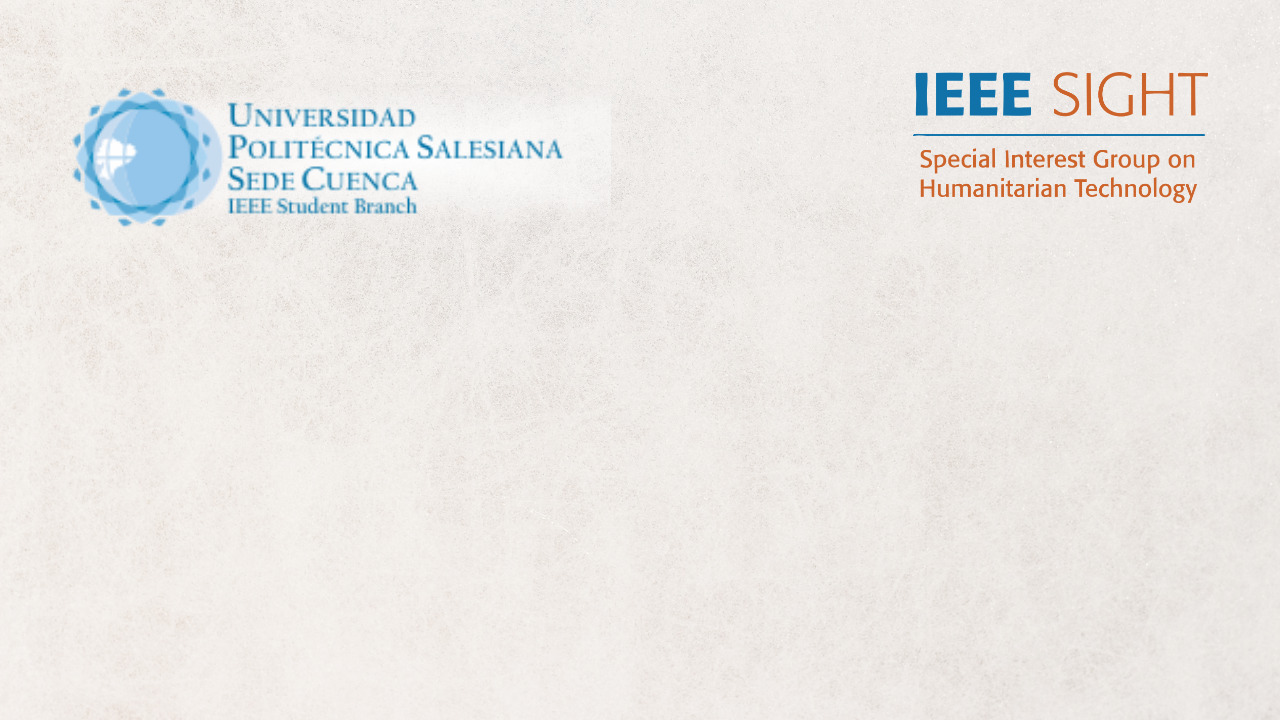 UNIVERSIDAD
POLITÉCNICA SALESIANA
SEDE CUENCA
IEEE Student Branch
IEEE SIGHT
Special Interest Group on
Humanitarian Technology